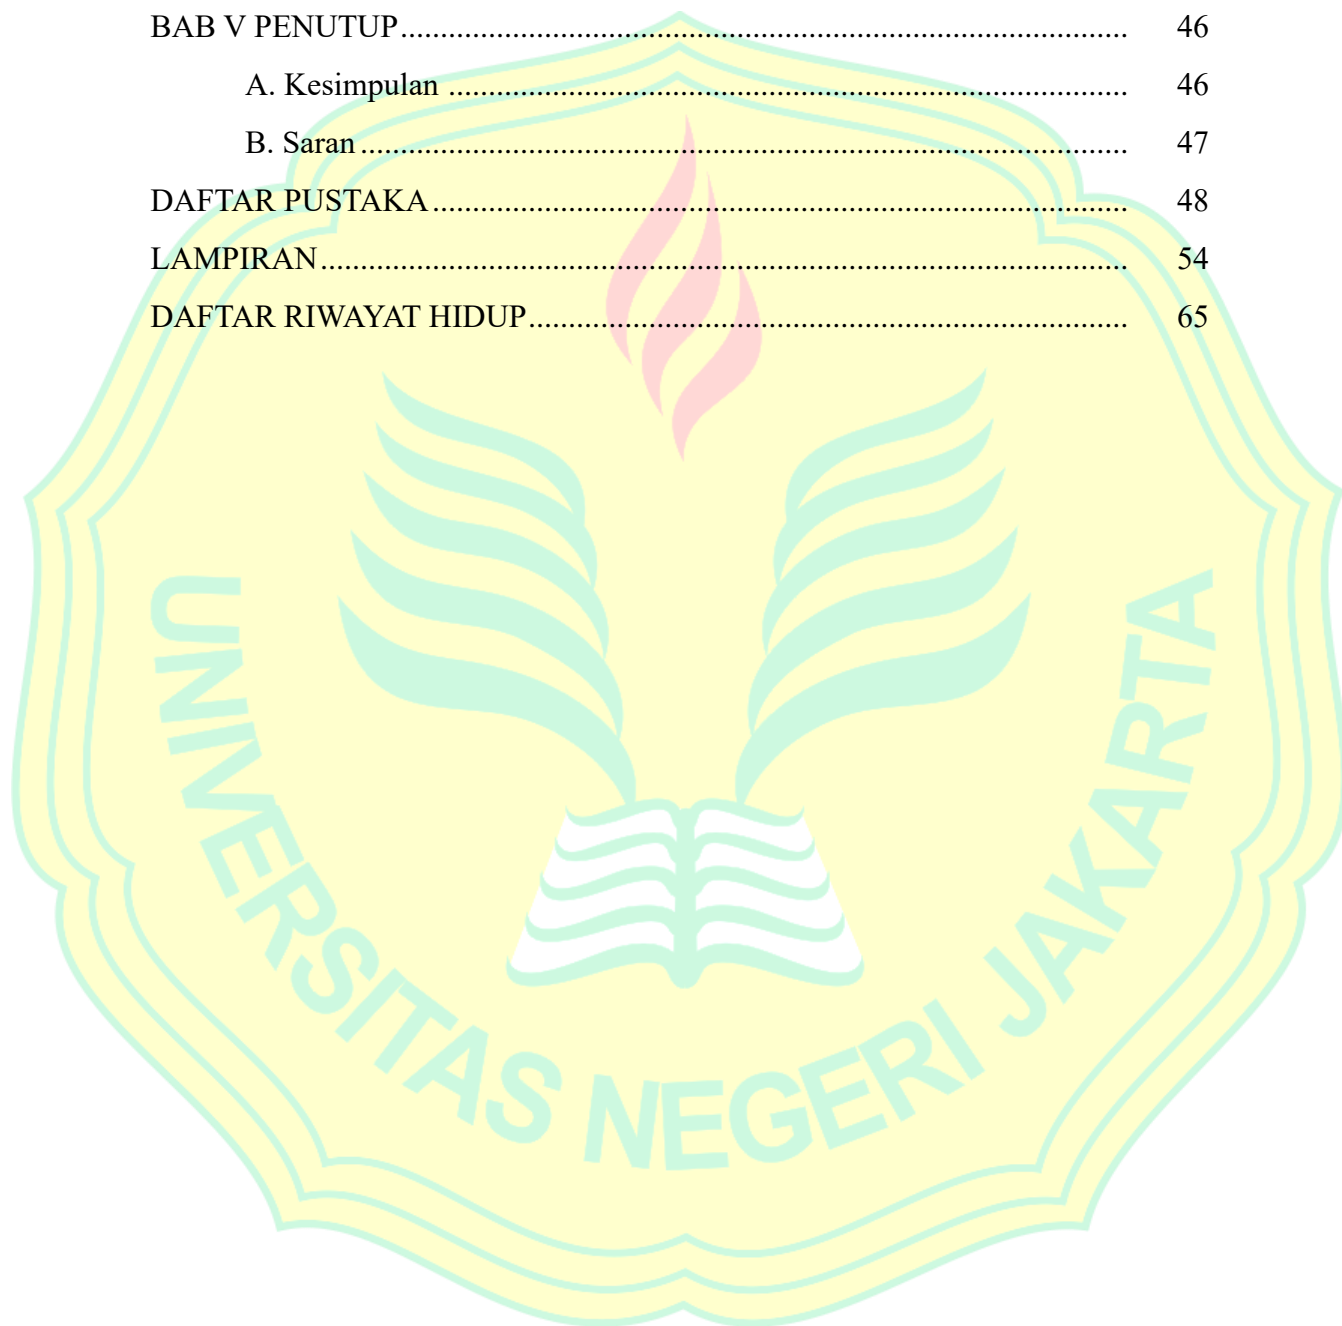 BAB V PENUTUP........................................................................................... 46
A. Kesimpulan ..................................................................................... 46
B. Saran................................................................................................ 47
DAFTAR PUSTAKA....................................................................................... 48
LAMPIRAN..................................................................................................... 54
DAFTAR RIWAYAT HIDUP........................................................................... 65
UNIVERSITAS NEGERI JAKARTA